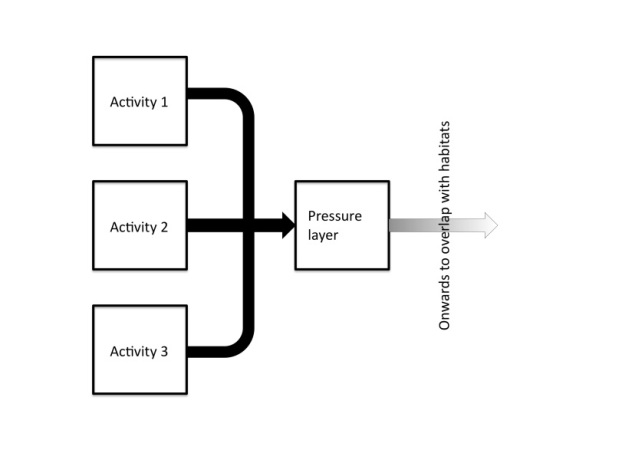 Activity 1
Activity 2
Activity 3
Pressure
layer
Onwards to overlap with habitats